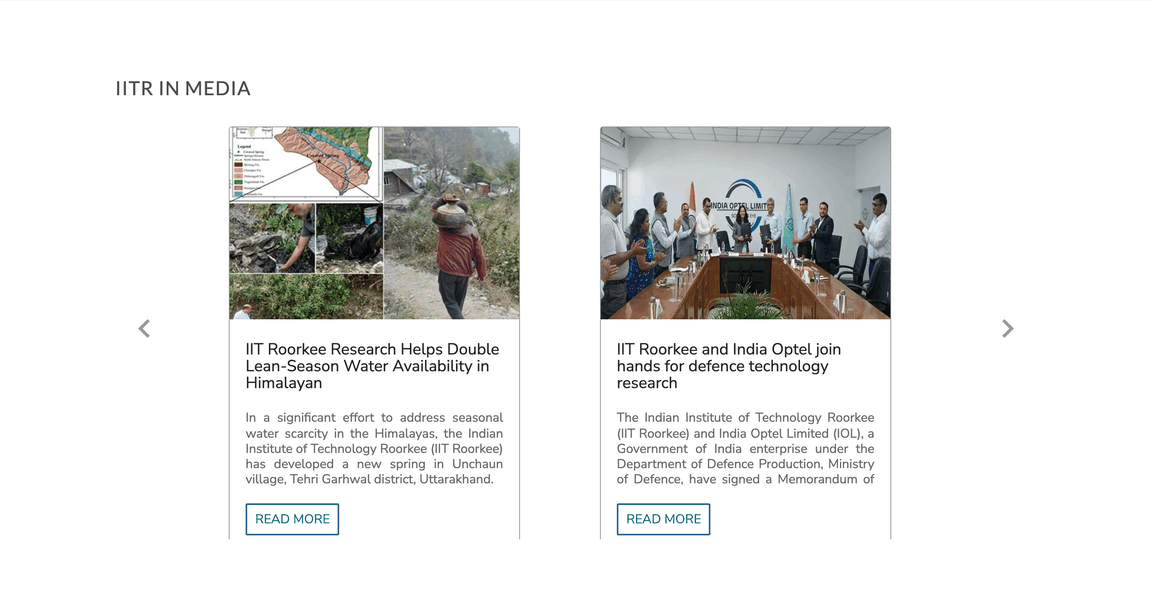 IITR IN MEDIA
Legend
INDIA OPTEL LIMIT
IIT Roorkee Research Helps Double
Lean-Season Water Availability in
Himalayan
In a significant effort to address seasonal
water scarcity in the Himalayas, the Indian
Institute of Technology Roorkee (IIT Roorkee)
has developed a new spring in Unchaun
village, Tehri Garhwal district, Uttarakhand.
READ MORE
IIT Roorkee and India Optel join
hands for defence technology
research
The Indian Institute of Technology Roorkee
(IIT Roorkee) and India Optel Limited (IOL), a
Government of India enterprise under the
Department of Defence Production, Ministry
of Defence, have signed a Memorandum of
READ MORE